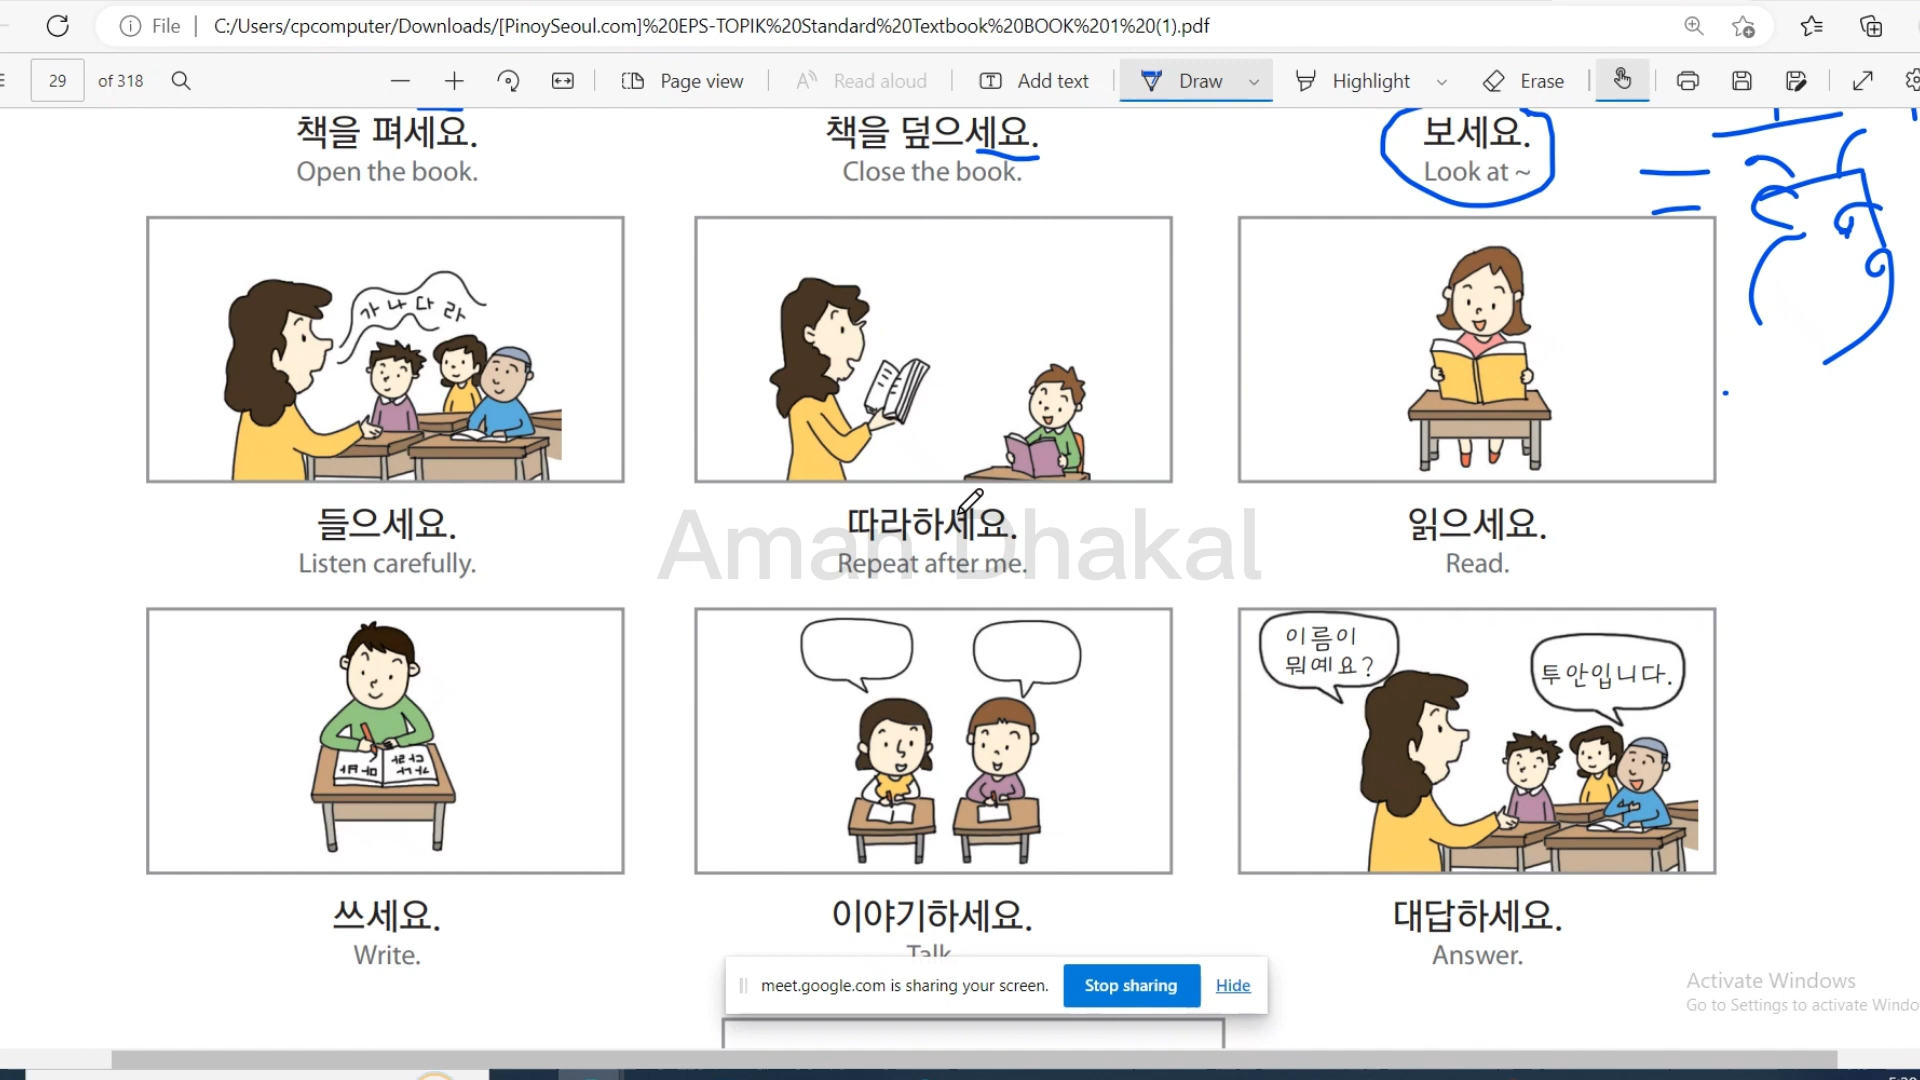 File
C:/Users/cpcomputer/Downloads/[PinoySeoul.com]%20EPS-TOPIK%20Standard%20Textbook%20BOOK%201%20(1).pdf
29 of 318
Page view
Read aloud
Add text
Draw
Highlight
Erase
책을 펴세요. 책을 덮으세요. 보세요.
Open the book. Close the book. Look at ~
가 나 다 라
들으세요. 따라하세요. 읽으세요.
Listen carefully. Repeat after me. Read.
Aman Dhakal
이름이
뭐예요?
투안입니다.
쓰세요. 이야기하세요. 대답하세요.
Write. Talk. Answer.
meet.google.com is sharing your screen. Stop sharing Hide
Activate Windows
Go to Settings to activate Windo